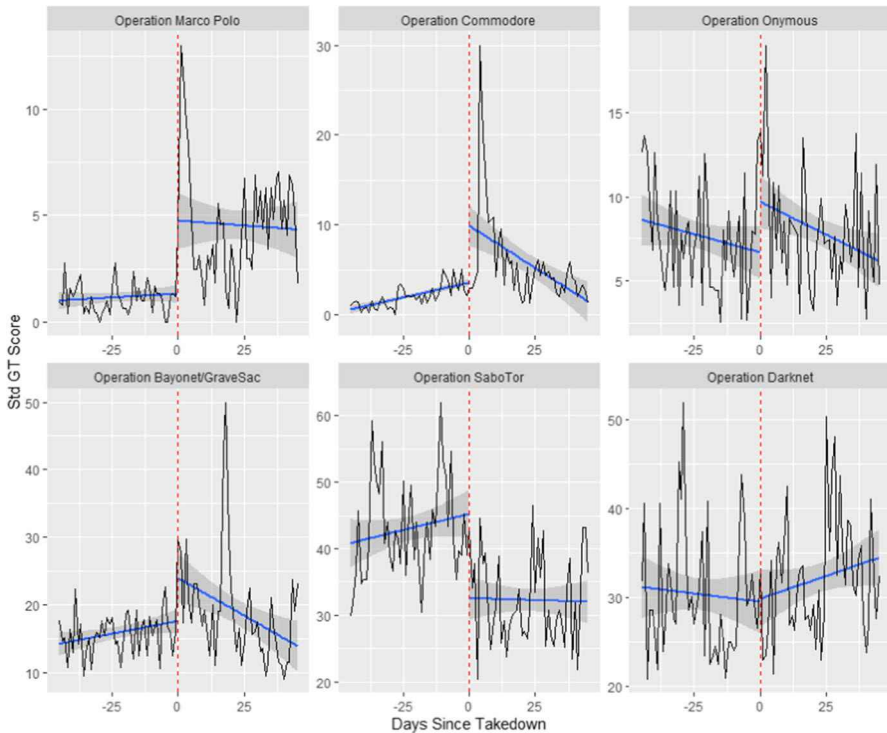 Operation Marco Polo Operation Commodore Operation Onymous
10
5
0
-25 0 25
30
20
10
0
-25 0 25
15
10
5
-25 0 25
Std GT Score
Operation Bayonet/GraveSac Operation SaboTor Operation Darknet
50
40
30
20
10
-25 0 25
60
50
40
30
20
-25 0 25
50
40
30
20
-25 0 25
Days Since Takedown